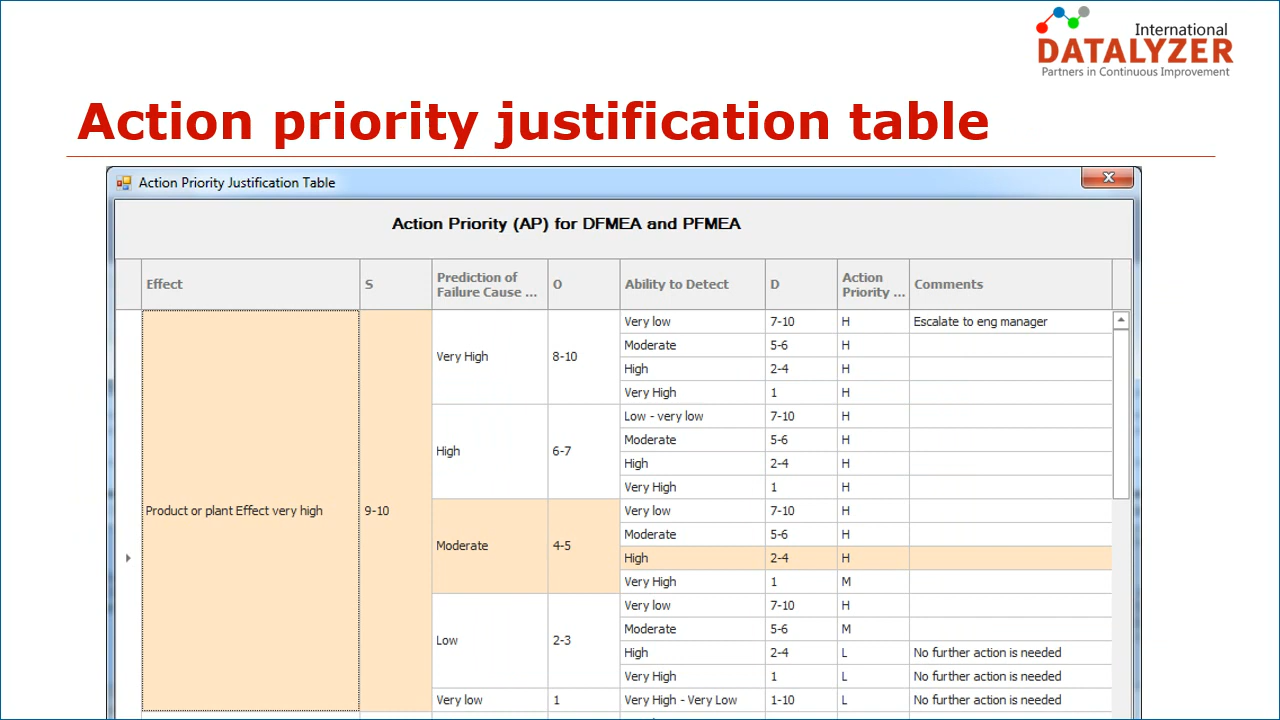 International
DATALYZER
Partners in Continuous Improvement
Action priority justification table
Action Priority Justification Table
Action Priority (AP) for DFMEA and PFMEA
Effect S Prediction of Failure Cause ... O Ability to Detect D Action Priority ... Comments
Product or plant Effect very high 9-10 Very High 8-10 Very low 7-10 H Escalate to eng manager
Moderate 5-6 H
High 2-4 H
Very High 1 H
High 6-7 Low - very low 7-10 H
Moderate 5-6 H
High 2-4 H
Very High 1 H
Moderate 4-5 Very low 7-10 H
Moderate 5-6 H
High 2-4 H
Very High 1 M
Low 2-3 Very low 7-10 H
Moderate 5-6 M
High 2-4 L No further action is needed
Very High 1 L No further action is needed
Very low 1 Very High - Very Low 1-10 L No further action is needed